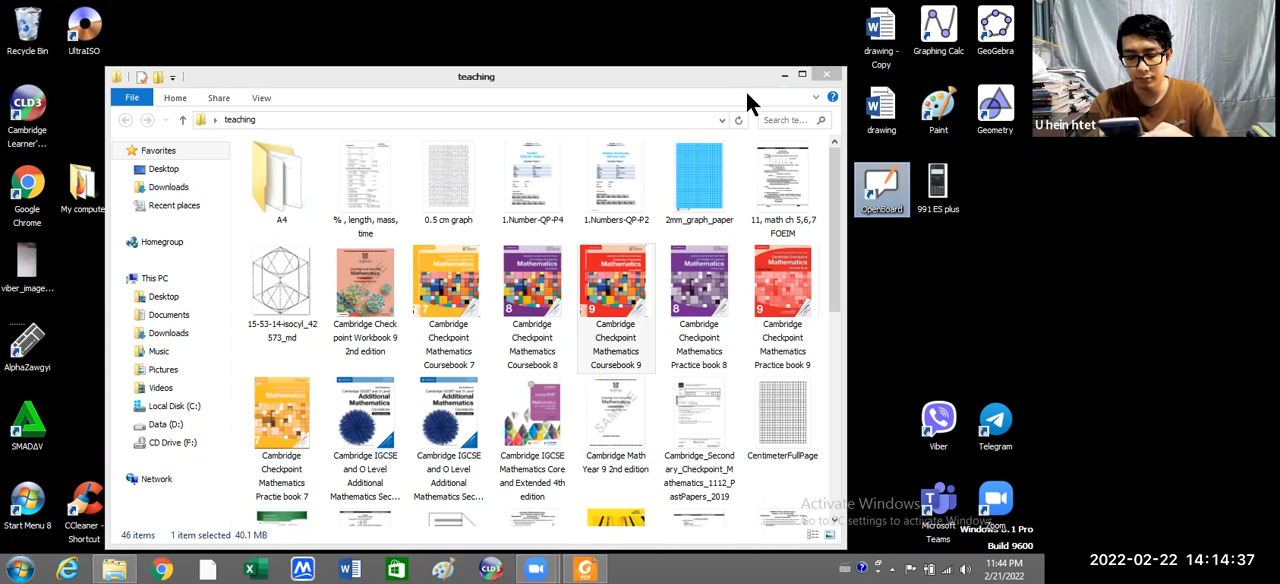 Recycle Bin
UltraISO
Cambridge
Learner'...
Google
Chrome
My compute...
viber_image...
AlphaZawgyi
SMADΔV
Start Menu 8
CCleaner -
Shortcut
teaching
File
Home
Share
View
teaching
Search te...
Favorites
Desktop
Downloads
Recent places
Homegroup
This PC
Desktop
Documents
Downloads
Music
Pictures
Videos
Local Disk (C:)
Data (D:)
CD Drive (F:)
Network
A4
% , length, mass,
time
0.5 cm graph
1.Number-QP-P4
1.Numbers-QP-P2
2mm_graph_paper
11, math ch 5,6,7
FOEIM
15-53-14-isocyl_42
573_md
Cambridge Check
point Workbook 9
2nd edition
Cambridge
Checkpoint
Mathematics
Coursebook 7
Cambridge
Checkpoint
Mathematics
Coursebook 8
Cambridge
Checkpoint
Mathematics
Coursebook 9
Cambridge
Checkpoint
Mathematics
Practice book 8
Cambridge
Checkpoint
Mathematics
Practice book 9
Cambridge
Checkpoint
Mathematics
Practie book 7
Cambridge IGCSE
and O Level
Additional
Mathematics Sec...
Cambridge IGCSE
and O Level
Additional
Mathematics Sec...
Cambridge IGCSE
Mathematics Core
and Extended 4th
edition
Cambridge Math
Year 9 2nd edition
Cambridge_Second
ary_Checkpoint_M
athematics_1112_P
astPapers_2019
CentimeterFullPage
46 items
1 item selected 40.1 MB
drawing -
Copy
Graphing Calc
GeoGebra
drawing
Paint
Geometry
OpenBoard
991 ES plus
U hein htet
Viber
Telegram
Microsoft
Teams
Zoom
Activate Windows
Go to PC settings to activate Windows.
Windows 8.1 Pro
Build 9600
11:44 PM
2/21/2022
2022-02-22 14:14:37